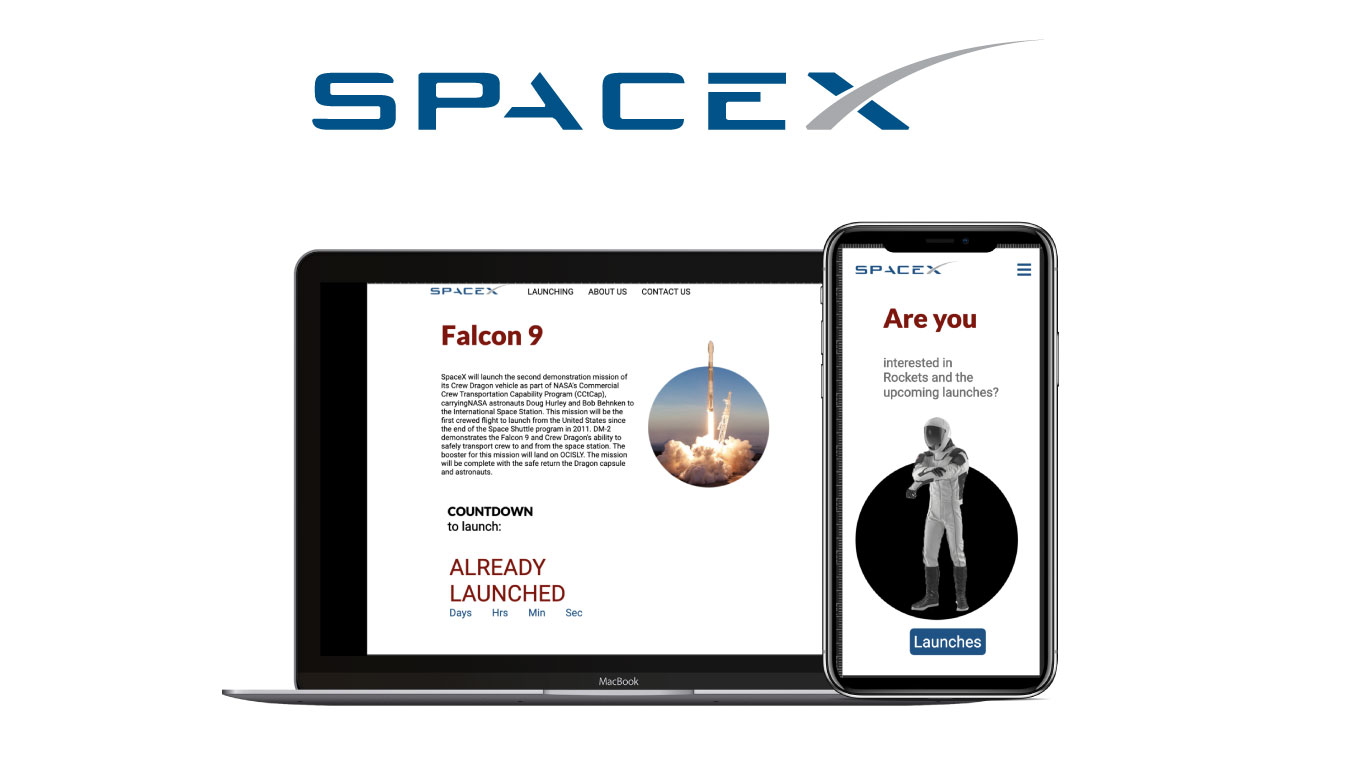 SPACEX
SPACEX LAUNCHING ABOUT US CONTACT US
Falcon 9
SpaceX will launch the second demonstration mission of
its Crew Dragon vehicle as part of NASA's Commercial
Crew Transportation Capability Program (CCtCap),
carryingNASA astronauts Doug Hurley and Bob Behnken to
the International Space Station. This mission will be the
first crewed flight to launch from the United States since
the end of the Space Shuttle program in 2011. DM-2
demonstrates the Falcon 9 and Crew Dragon's ability to
safely transport crew to and from the space station. The
booster for this mission will land on OCISLY. The mission
will be complete with the safe return the Dragon capsule
and astronauts.
COUNTDOWN
to launch:
ALREADY
LAUNCHED
Days Hrs Min Sec
MacBook
SPACEX
Are you
interested in
Rockets and the
upcoming launches?
Launches